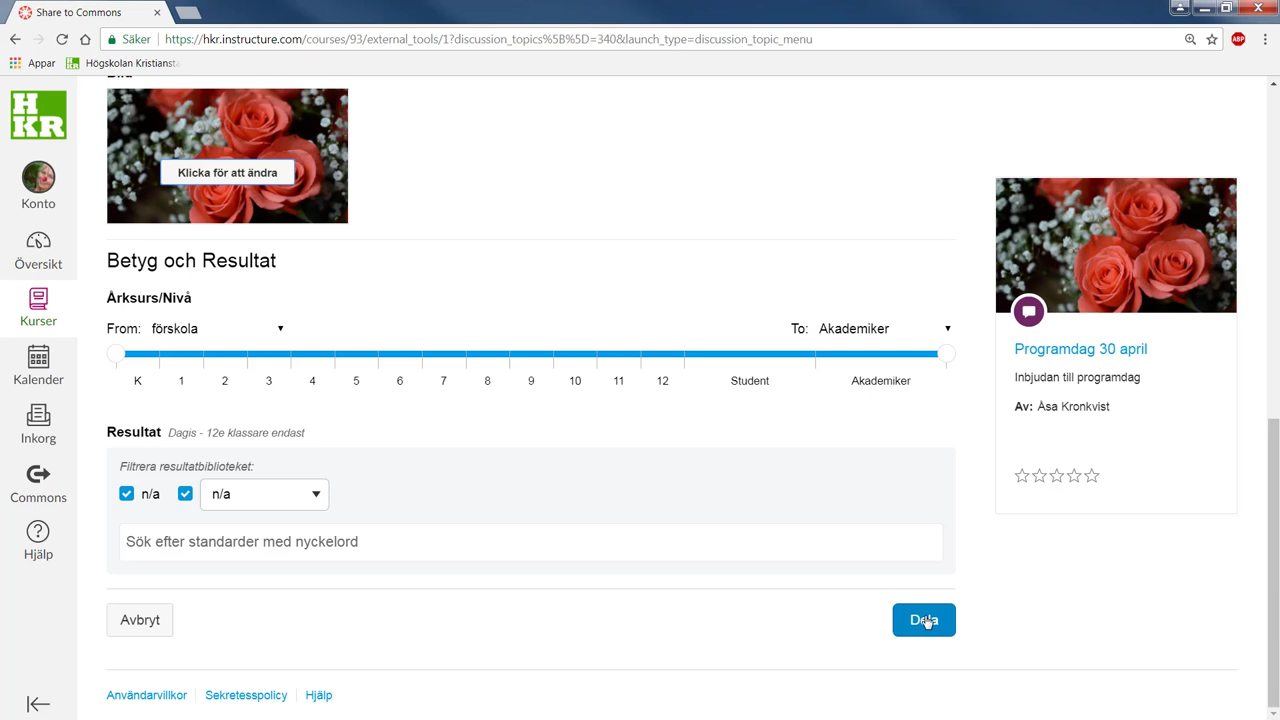 Share to Commons
Säker
https://hkr.instructure.com/courses/93/external_tools/1?discussion_topics%5B%5D=340&launch_type=discussion_topic_menu
ABP
Appar
HKR
Högskolan Kristiansta
HKR
Konto
Översikt
Kurser
Kalender
Inkorg
Commons
Hjälp
Bild
Klicka för att ändra
Betyg och Resultat
Årskurs/Nivå
From: förskola
To: Akademiker
K 1 2 3 4 5 6 7 8 9 10 11 12 Student Akademiker
Resultat Dagis - 12e klassare endast
Filtrera resultatbiblioteket:
n/a n/a
Sök efter standarder med nyckelord
Avbryt
Dela
Användarvillkor
Sekretesspolicy
Hjälp
Programdag 30 april
Inbjudan till programdag
Av: Åsa Kronkvist